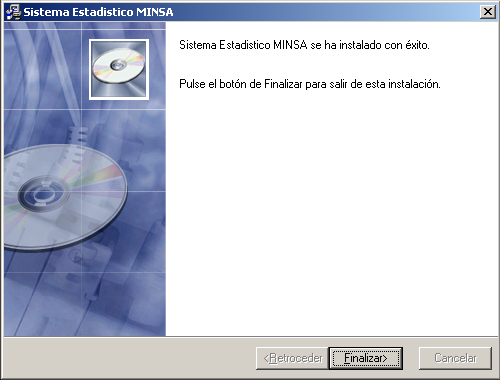 Sistema Estadistico MINSA
Sistema Estadistico MINSA se ha instalado con éxito.
Pulse el botón de Finalizar para salir de esta instalación.
<Retroceder Finalizar> Cancelar